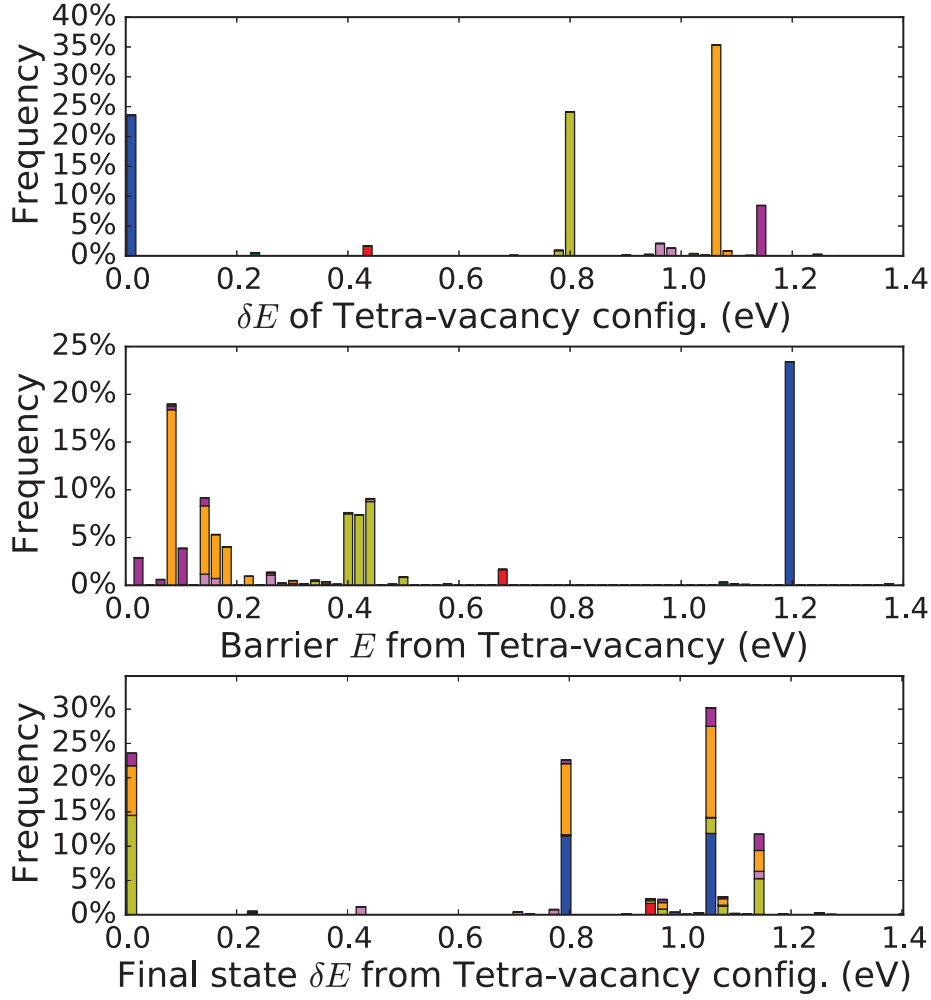 40%
35%
30%
25%
20%
15%
10%
5%
0%
Frequency
0.0 0.2 0.4 0.6 0.8 1.0 1.2 1.4
δE of Tetra-vacancy config. (eV)
25%
20%
15%
10%
5%
0%
Frequency
0.0 0.2 0.4 0.6 0.8 1.0 1.2 1.4
Barrier E from Tetra-vacancy (eV)
30%
25%
20%
15%
10%
5%
0%
Frequency
0.0 0.2 0.4 0.6 0.8 1.0 1.2 1.4
Final state δE from Tetra-vacancy config. (eV)